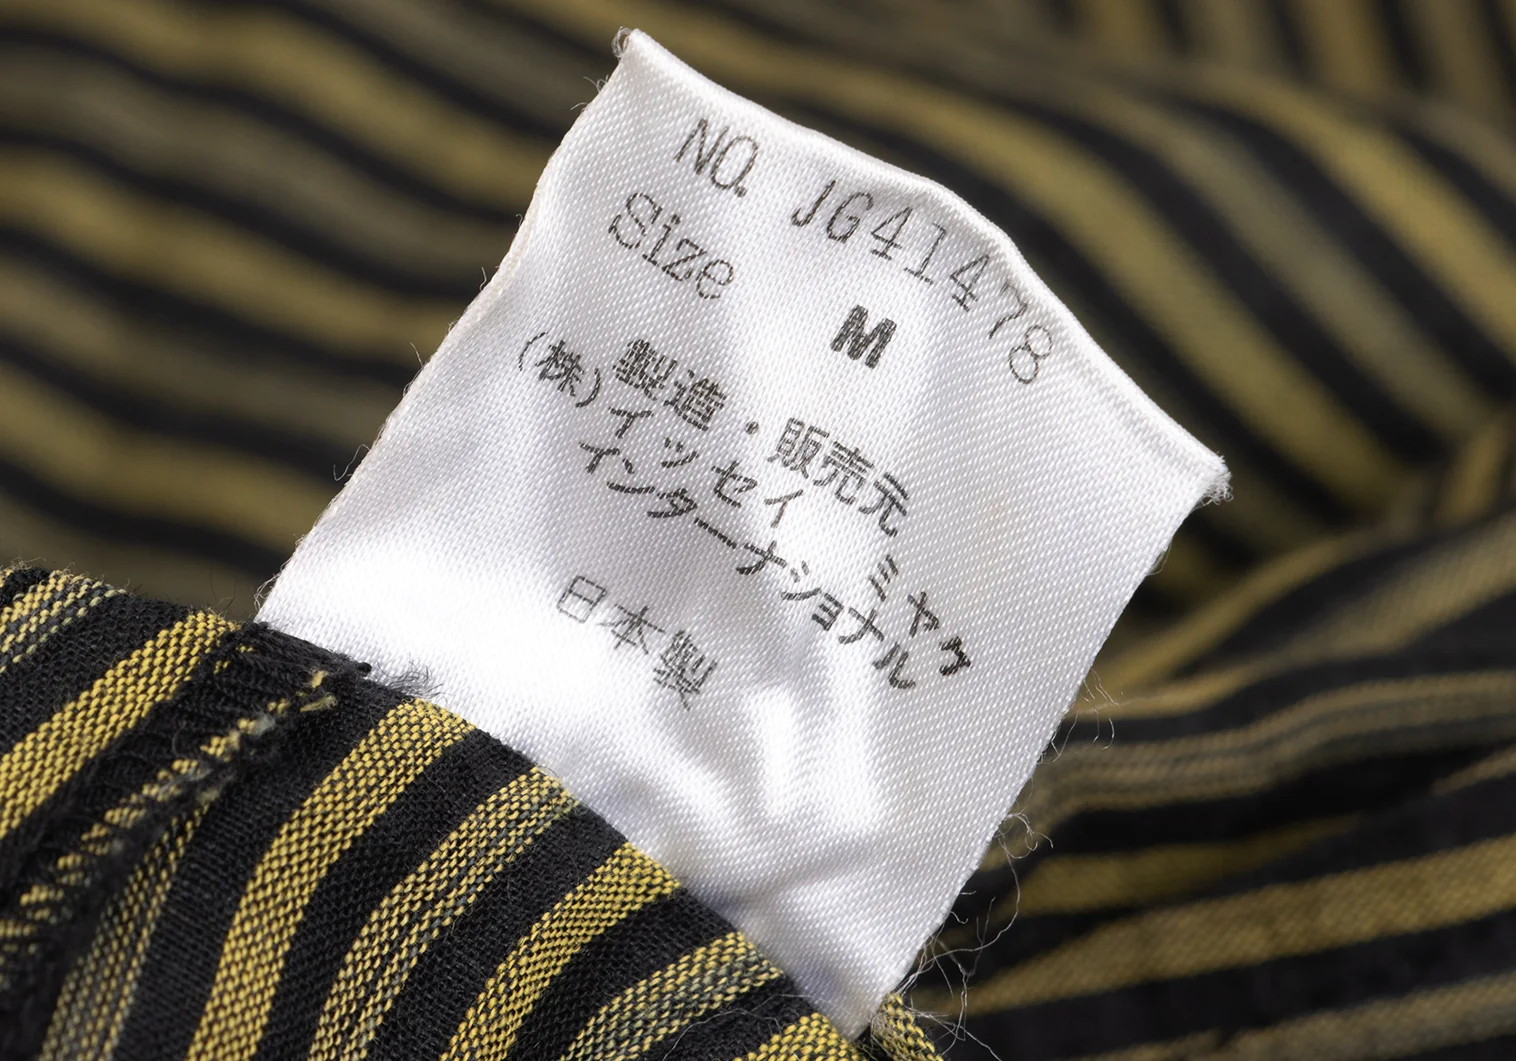 NO. JG41478
Size M
製造・販売元
(株)イッセイ ミヤケ
インターナショナル
日本製